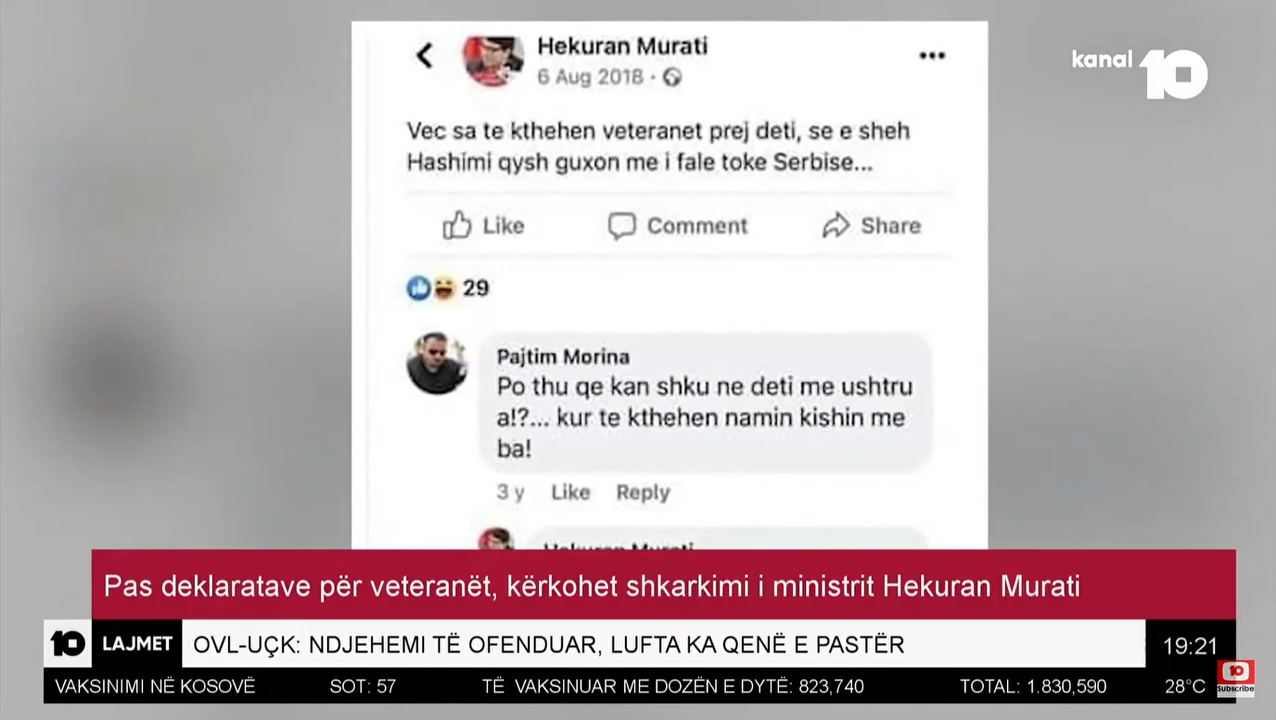 Hekuran Murati
6 Aug 2018 ·
kanal 10
Vec sa te kthehen veteranet prej deti, se e sheh
Hashimi qysh guxon me i fale toke Serbise...
Like Comment Share
29
Pajtim Morina
Po thu qe kan shku ne deti me ushtru
a!?... kur te kthehen namin kishin me
ba!
3 y Like Reply
Hekuran Murati
Pas deklaratave për veteranët, kërkohet shkarkimi i ministrit Hekuran Murati
10 LAJMET OVL-UÇK: NDJEHEMI TË OFENDUAR, LUFTA KA QENË E PASTËR 19:21
10
Subscribe
VAKSINIMI NË KOSOVË SOT: 57 TË VAKSINUAR ME DOZËN E DYTË: 823,740 TOTAL: 1.830,590 28°C